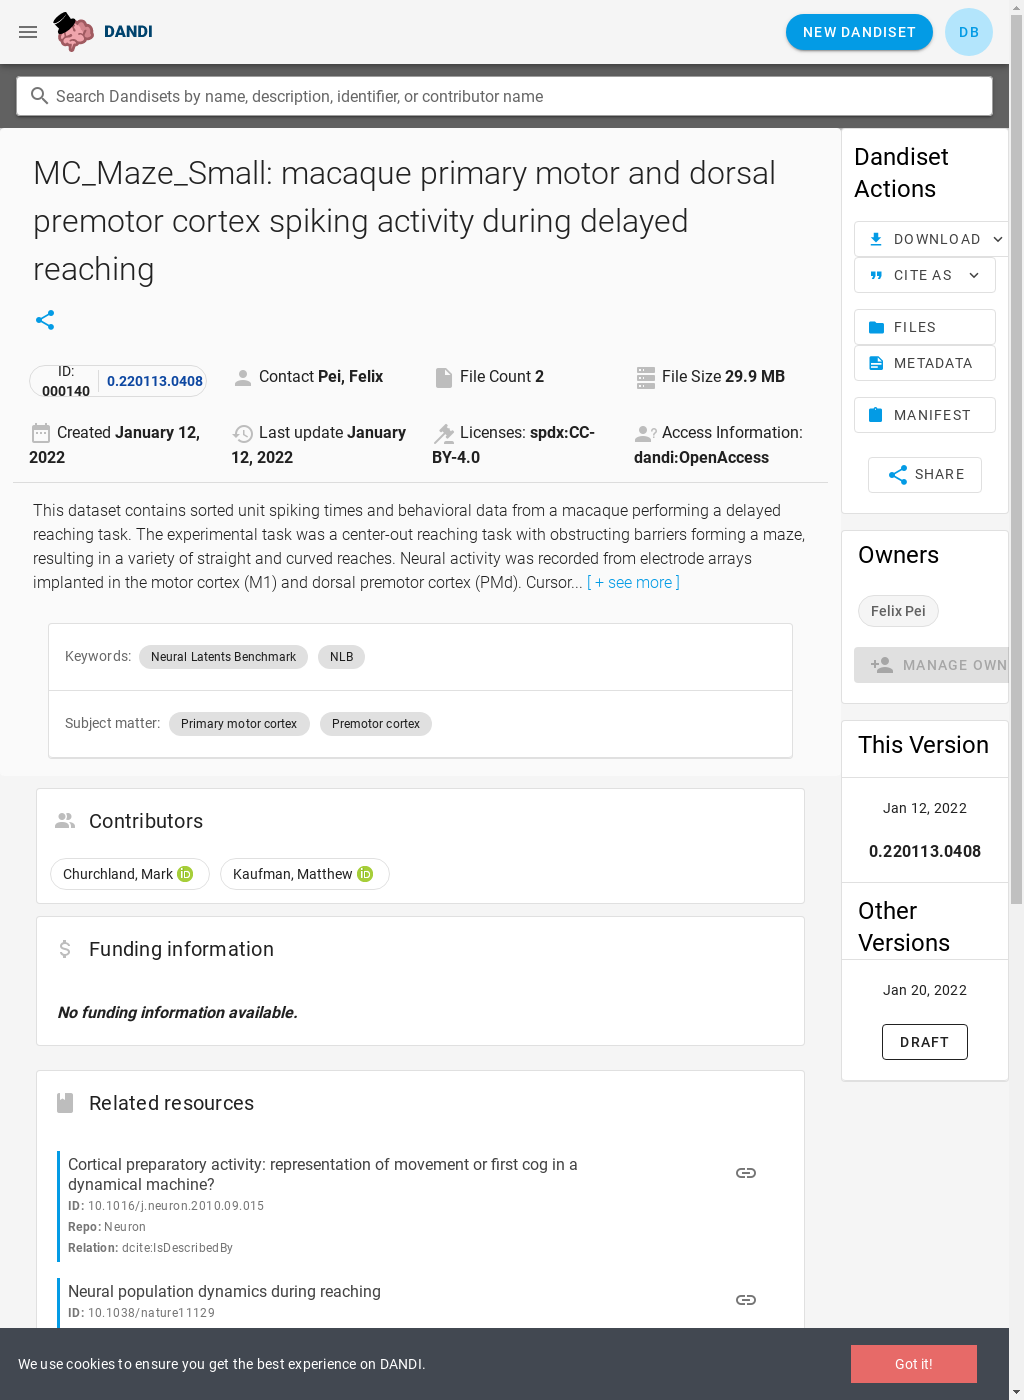 DANDI
NEW DANDISET
DB
Search Dandisets by name, description, identifier, or contributor name
MC_Maze_Small: macaque primary motor and dorsal
premotor cortex spiking activity during delayed
reaching
ID:
000140
0.220113.0408
Contact Pei, Felix
File Count 2
File Size 29.9 MB
Created January 12,
2022
Last update January
12, 2022
Licenses: spdx:CC-
BY-4.0
Access Information:
dandi:OpenAccess
This dataset contains sorted unit spiking times and behavioral data from a macaque performing a delayed
reaching task. The experimental task was a center-out reaching task with obstructing barriers forming a maze,
resulting in a variety of straight and curved reaches. Neural activity was recorded from electrode arrays
implanted in the motor cortex (M1) and dorsal premotor cortex (PMd). Cursor... [ + see more ]
Keywords: Neural Latents Benchmark NLB
Subject matter: Primary motor cortex Premotor cortex
Contributors
Churchland, Mark iD Kaufman, Matthew iD
Funding information
No funding information available.
Related resources
Cortical preparatory activity: representation of movement or first cog in a
dynamical machine?
ID: 10.1016/j.neuron.2010.09.015
Repo: Neuron
Relation: dcite:IsDescribedBy
Neural population dynamics during reaching
ID: 10.1038/nature11129
Dandiset
Actions
DOWNLOAD
CITE AS
FILES
METADATA
MANIFEST
SHARE
Owners
Felix Pei
MANAGE OWN
This Version
Jan 12, 2022
0.220113.0408
Other
Versions
Jan 20, 2022
DRAFT
We use cookies to ensure you get the best experience on DANDI.
Got it!